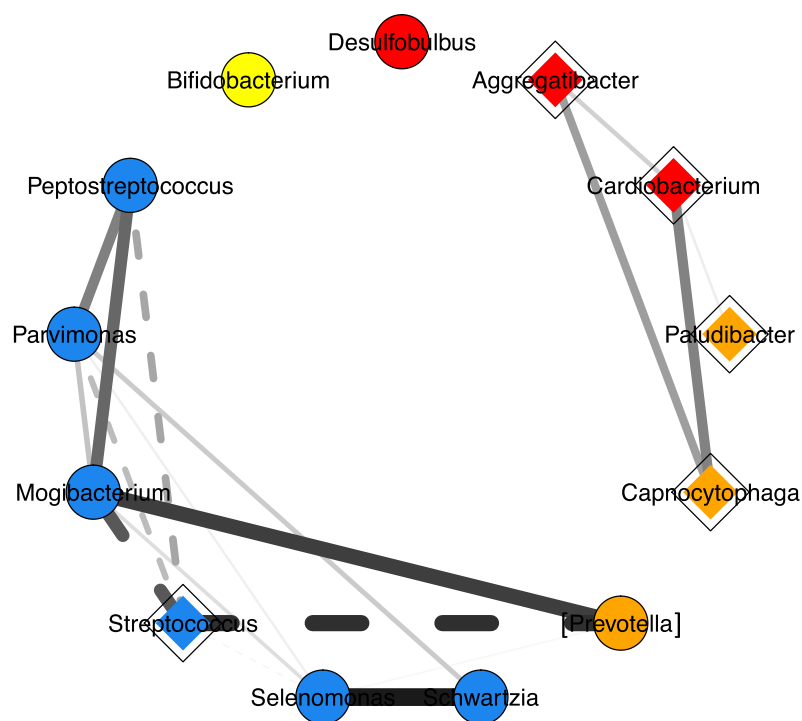 Desulfobulbus
Bifidobacterium
Aggregatibacter
Peptostreptococcus
Cardiobacterium
Parvimonas
Paludibacter
Mogibacterium
Capnocytophaga
Streptococcus
[Prevotella]
Selenomonas
Schwartzia